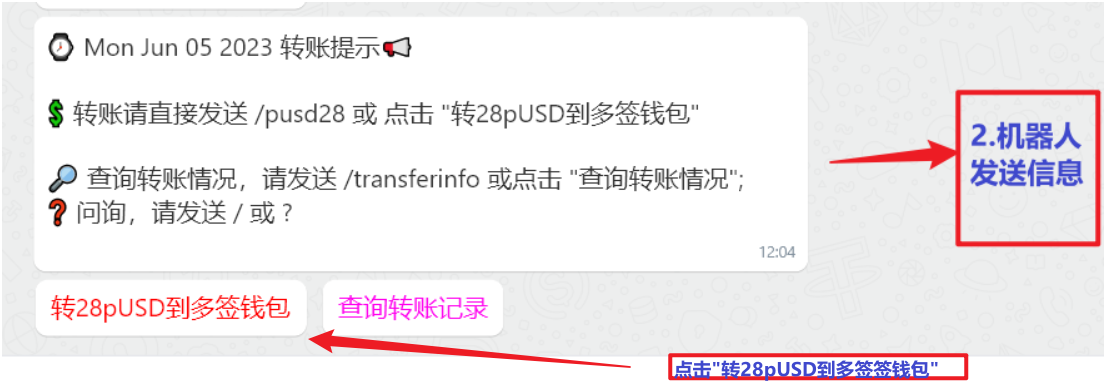 Mon Jun 05 2023 转账提示
转账请直接发送 /pusd28 或 点击 "转28pUSD到多签钱包"
查询转账情况，请发送 /transferinfo 或点击 "查询转账情况";
问询，请发送 / 或 ?
12:04
转28pUSD到多签钱包
查询转账记录
2.机器人
发送信息
点击"转28pUSD到多签签钱包"